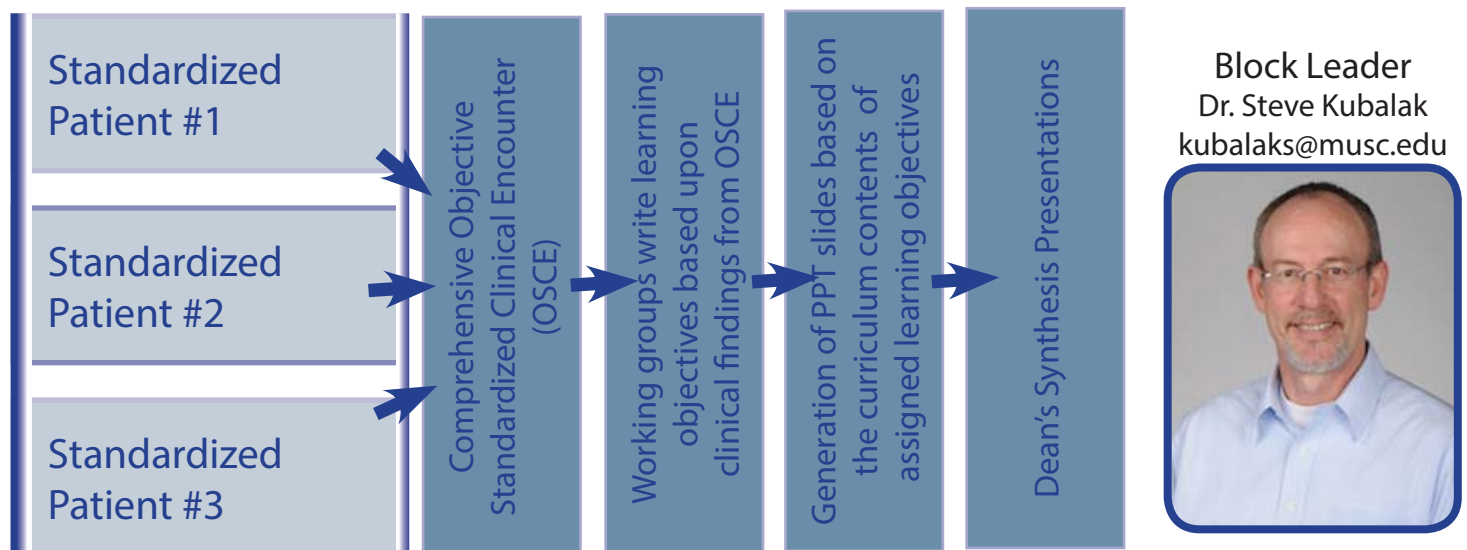 Standardized
Patient #1
Standardized
Patient #2
Standardized
Patient #3
Comprehensive Objective
Standardized Clinical Encounter
(OSCE)
Working groups write learning
objectives based upon
clinical findings from OSCE
Generation of PPT slides based on
the curriculum contents of
assigned learning objectives
Dean’s Synthesis Presentations
Block Leader
Dr. Steve Kubalak
kubalaks@musc.edu